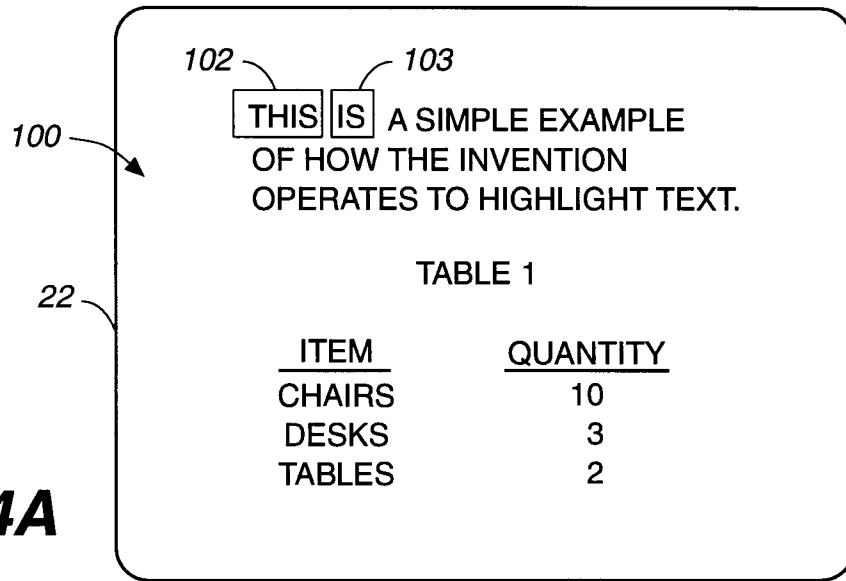 102 103
THIS IS A SIMPLE EXAMPLE
100
OF HOW THE INVENTION
OPERATES TO HIGHLIGHT TEXT.
TABLE 1
22
ITEM QUANTITY
CHAIRS 10
DESKS 3
TABLES 2
4A